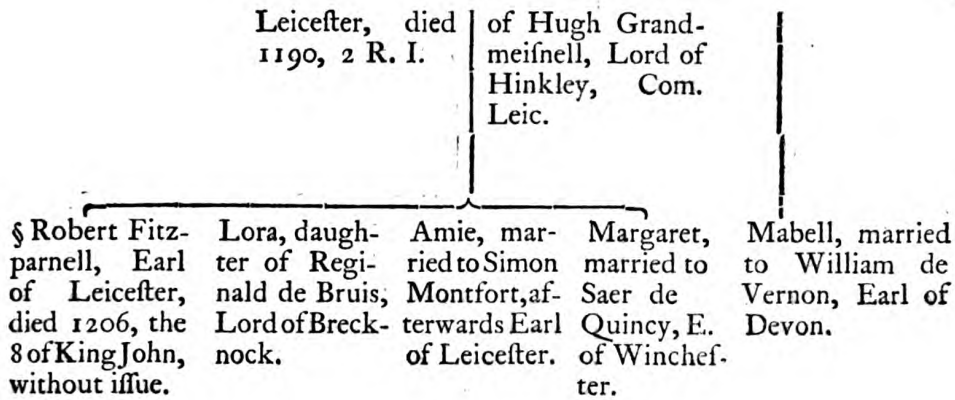 Leiceſter, died
1190, 2 R. I.
of Hugh Grand-
meiſnell, Lord of
Hinkley, Com.
Leic.
§ Robert Fitz-
parnell, Earl
of Leiceſter,
died 1206, the
8 of King John,
without iſſue.
Lora, daugh-
ter of Regi-
nald de Bruis,
Lord of Breck-
nock.
Amie, mar-
ried to Simon
Montfort, af-
terwards Earl
of Leiceſter.
Margaret,
married to
Saer de
Quincy, E.
of Wincheſ-
ter.
Mabell, married
to William de
Vernon, Earl of
Devon.